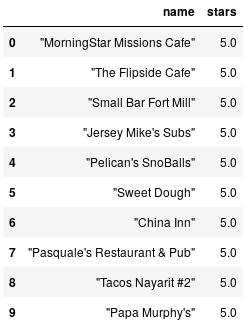 name stars
0 "MorningStar Missions Cafe" 5.0
1 "The Flipside Cafe" 5.0
2 "Small Bar Fort Mill" 5.0
3 "Jersey Mike's Subs" 5.0
4 "Pelican's SnoBalls" 5.0
5 "Sweet Dough" 5.0
6 "China Inn" 5.0
7 "Pasquale's Restaurant & Pub" 5.0
8 "Tacos Nayarit #2" 5.0
9 "Papa Murphy's" 5.0